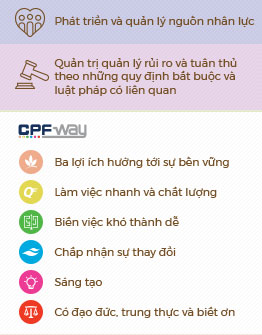 Phát triển và quản lý nguồn nhân lực
Quản trị quản lý rủi ro và tuân thủ
theo những quy định bắt buộc và
luật pháp có liên quan
CPF-way
Ba lợi ích hướng tới sự bền vững
Làm việc nhanh và chất lượng
Biến việc khó thành dễ
Chấp nhận sự thay đổi
Sáng tạo
Có đạo đức, trung thực và biết ơn